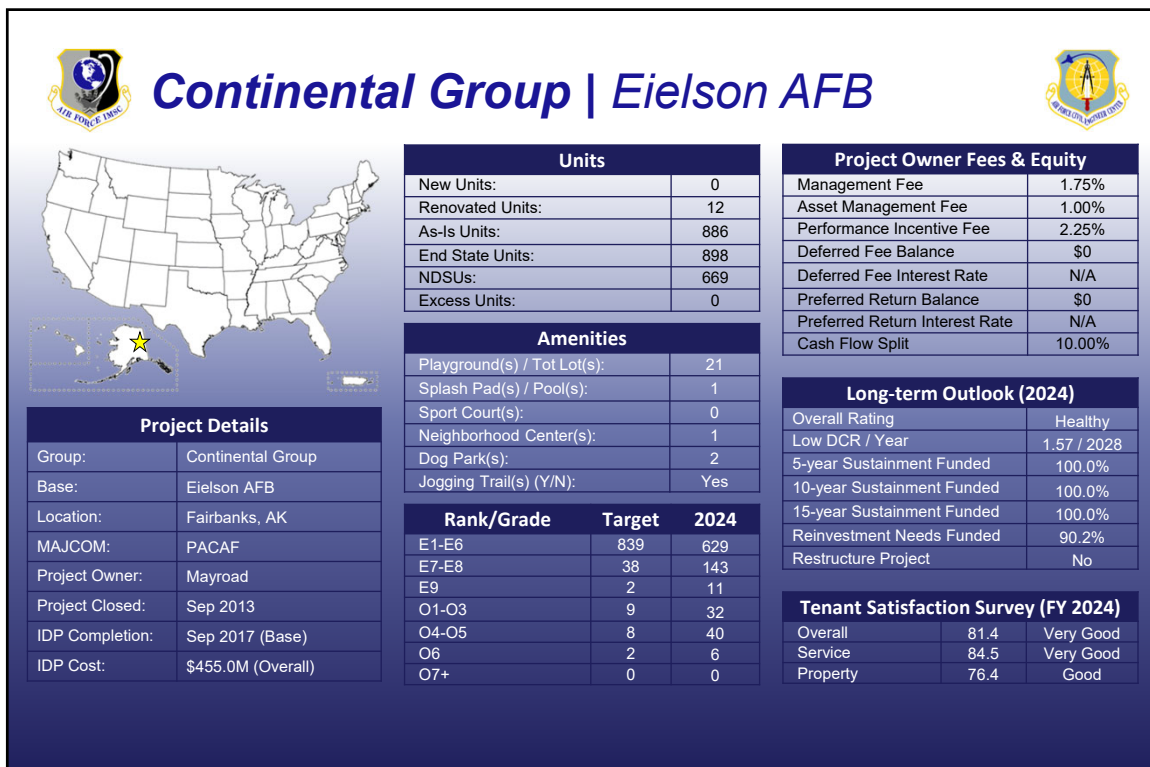 Continental Group | Eielson AFB
AIR FORCE IMSC
AIR FORCE CIVIL ENGINEER CENTER
Project Details
Group: Continental Group
Base: Eielson AFB
Location: Fairbanks, AK
MAJCOM: PACAF
Project Owner: Mayroad
Project Closed: Sep 2013
IDP Completion: Sep 2017 (Base)
IDP Cost: $455.0M (Overall)
Units
New Units: 0
Renovated Units: 12
As-Is Units: 886
End State Units: 898
NDSUs: 669
Excess Units: 0
Amenities
Playground(s) / Tot Lot(s): 21
Splash Pad(s) / Pool(s): 1
Sport Court(s): 0
Neighborhood Center(s): 1
Dog Park(s): 2
Jogging Trail(s) (Y/N): Yes
Rank/Grade Target 2024
E1-E6 839 629
E7-E8 38 143
E9 2 11
O1-O3 9 32
O4-O5 8 40
O6 2 6
O7+ 0 0
Project Owner Fees & Equity
Management Fee 1.75%
Asset Management Fee 1.00%
Performance Incentive Fee 2.25%
Deferred Fee Balance $0
Deferred Fee Interest Rate N/A
Preferred Return Balance $0
Preferred Return Interest Rate N/A
Cash Flow Split 10.00%
Long-term Outlook (2024)
Overall Rating Healthy
Low DCR / Year 1.57 / 2028
5-year Sustainment Funded 100.0%
10-year Sustainment Funded 100.0%
15-year Sustainment Funded 100.0%
Reinvestment Needs Funded 90.2%
Restructure Project No
Tenant Satisfaction Survey (FY 2024)
Overall 81.4 Very Good
Service 84.5 Very Good
Property 76.4 Good